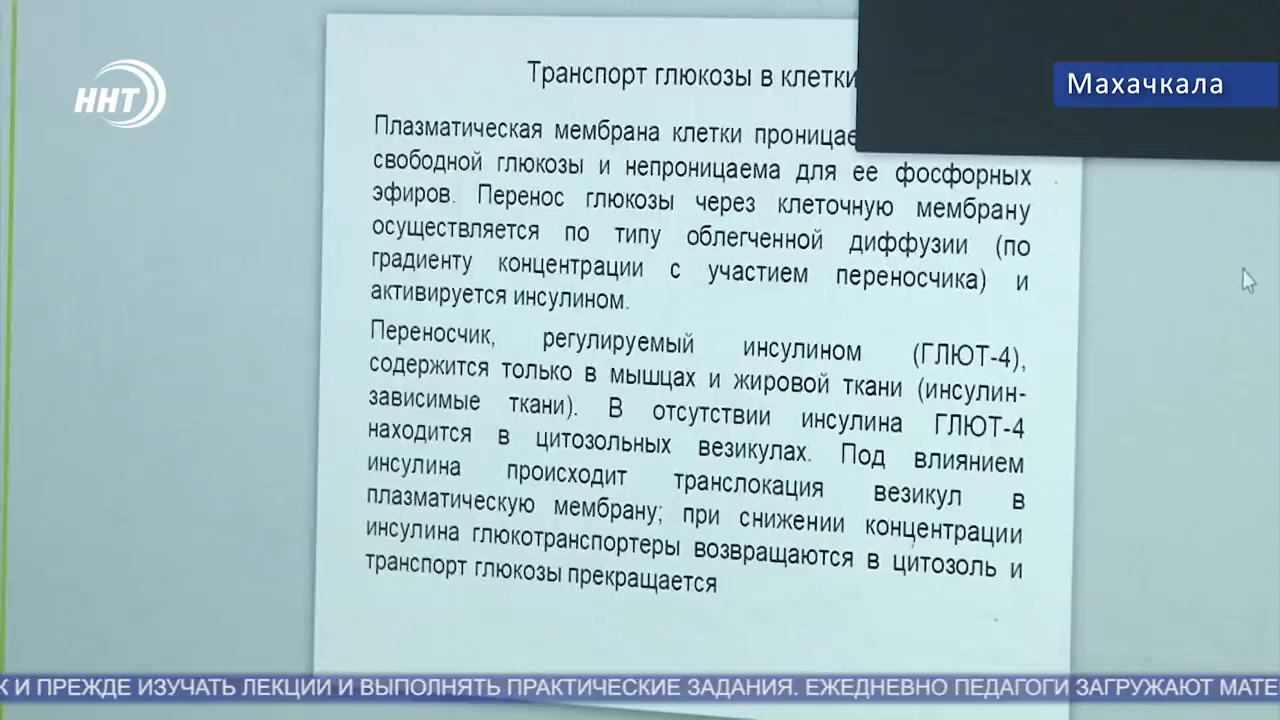 ННТ
Махачкала
Транспорт глюкозы в клетки
Плазматическая мембрана клетки
свободной глюкозы и непроницаема для ее фосфорных
эфиров. Перенос глюкозы через клеточную мембрану
осуществляется по типу облегченной диффузии (по
градиенту концентрации с участием переносчика) и
активируется инсулином.
Переносчик, регулируемый инсулином (ГЛЮТ-4),
содержится только в мышцах и жировой ткани (инсулин-
зависимые ткани). В отсутствии инсулина ГЛЮТ-4
находится в цитозольных везикулах. Под влиянием
инсулина происходит транслокация везикул в
плазматическую мембрану; при снижении концентрации
инсулина глюкотранспортеры возвращаются в цитозоль и
транспорт глюкозы прекращается
К И ПРЕЖДЕ ИЗУЧАТЬ ЛЕКЦИИ И ВЫПОЛНЯТЬ ПРАКТИЧЕСКИЕ ЗАДАНИЯ. ЕЖЕДНЕВНО ПЕДАГОГИ ЗАГРУЖАЮТ МАТЕ